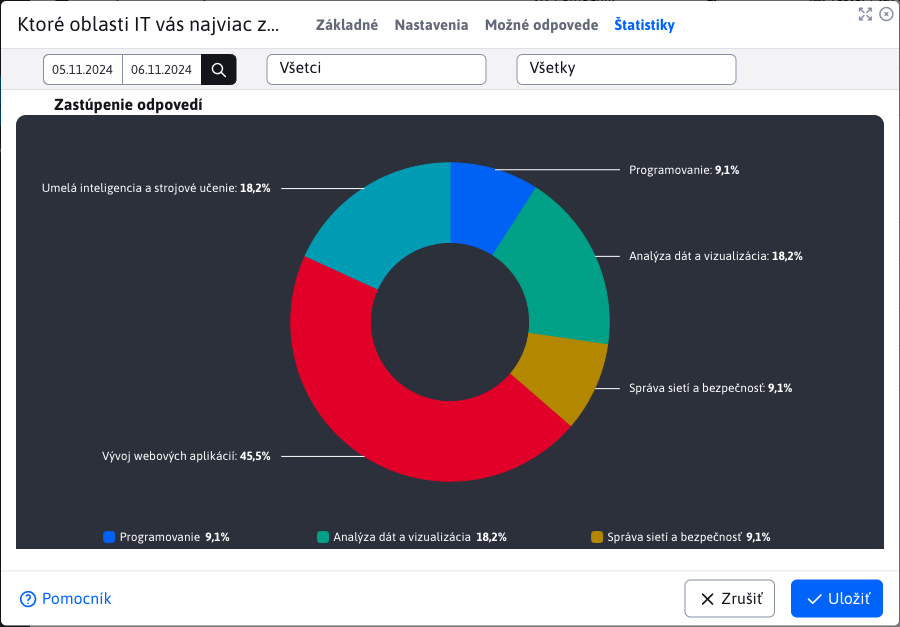 Ktoré oblasti IT vás najviac z...
Základné Nastavenia Možné odpovede Štatistiky
05.11.2024 06.11.2024 Všetci Všetky
Zastúpenie odpovedí
Programovanie: 9,1%
Umelá inteligencia a strojové učenie: 18,2%
Analýza dát a vizualizácia: 18,2%
Správa sietí a bezpečnosť: 9,1%
Vývoj webových aplikácií: 45,5%
Programovanie 9,1% Analýza dát a vizualizácia 18,2% Správa sietí a bezpečnosť 9,1%
Pomocník Zrušiť Uložiť